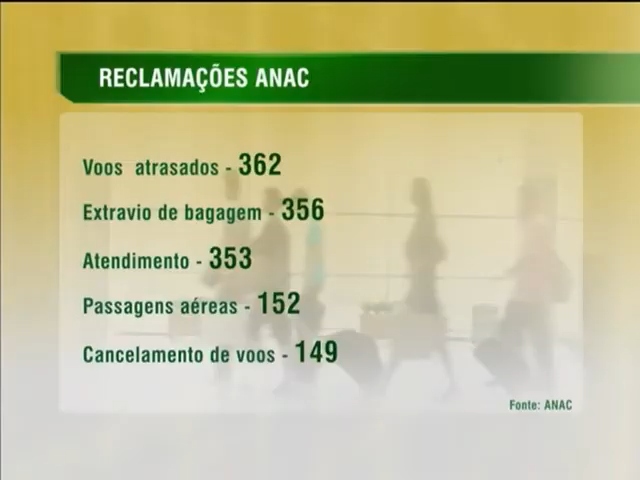 RECLAMAÇÕES ANAC
Voos atrasados - 362
Extravio de bagagem - 356
Atendimento - 353
Passagens aéreas - 152
Cancelamento de voos - 149
Fonte: ANAC